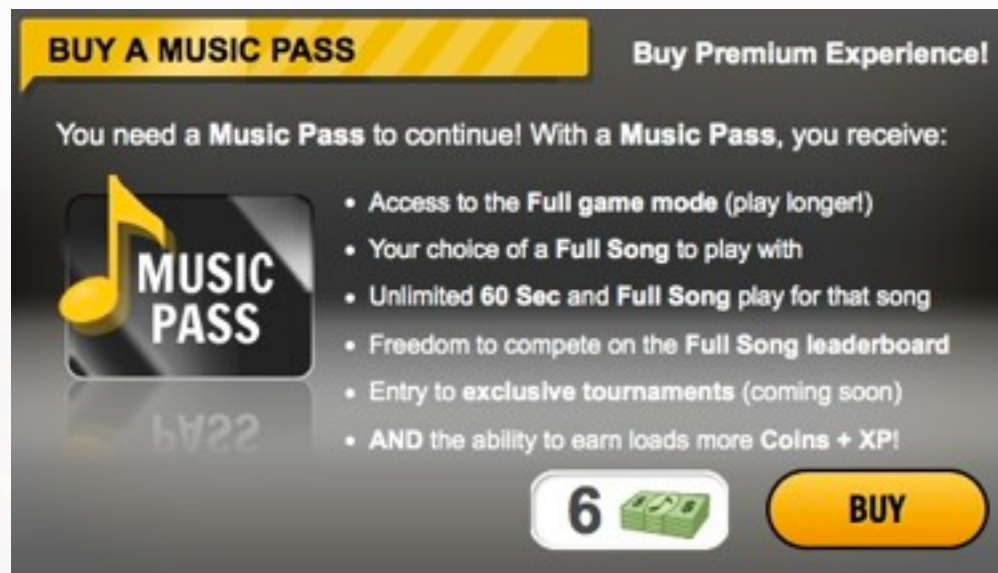 BUY A MUSIC PASS
Buy Premium Experience!
You need a Music Pass to continue! With a Music Pass, you receive:
MUSIC
PASS
• Access to the Full game mode (play longer!)
• Your choice of a Full Song to play with
• Unlimited 60 Sec and Full Song play for that song
• Freedom to compete on the Full Song leaderboard
• Entry to exclusive tournaments (coming soon)
• AND the ability to earn loads more Coins + XP!
6
BUY